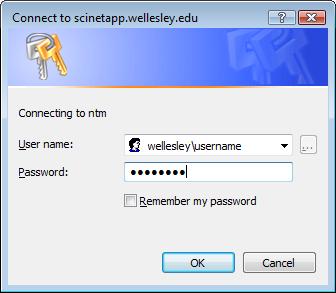 Connect to scinetapp.wellesley.edu
Connecting to ntm
User name: wellesley\username ...
Password: ●●●●●●●●
Remember my password
OK Cancel